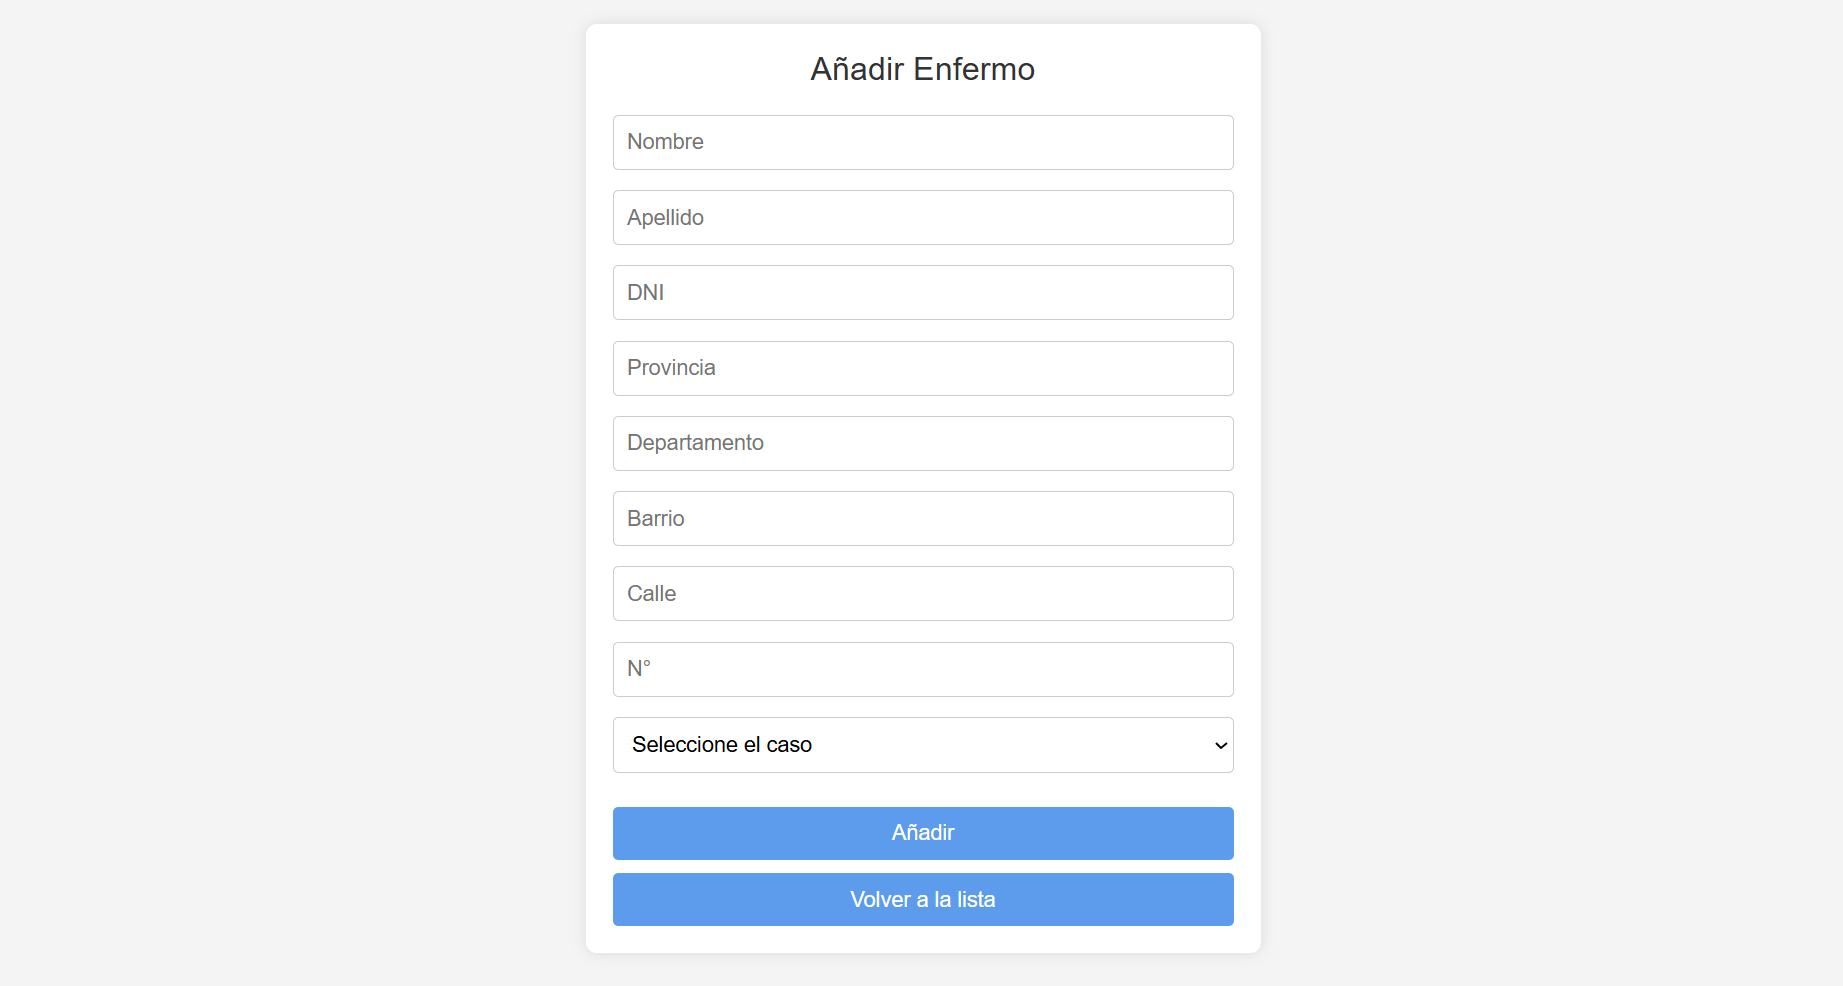 Añadir Enfermo
Nombre
Apellido
DNI
Provincia
Departamento
Barrio
Calle
N°
Seleccione el caso
Añadir
Volver a la lista